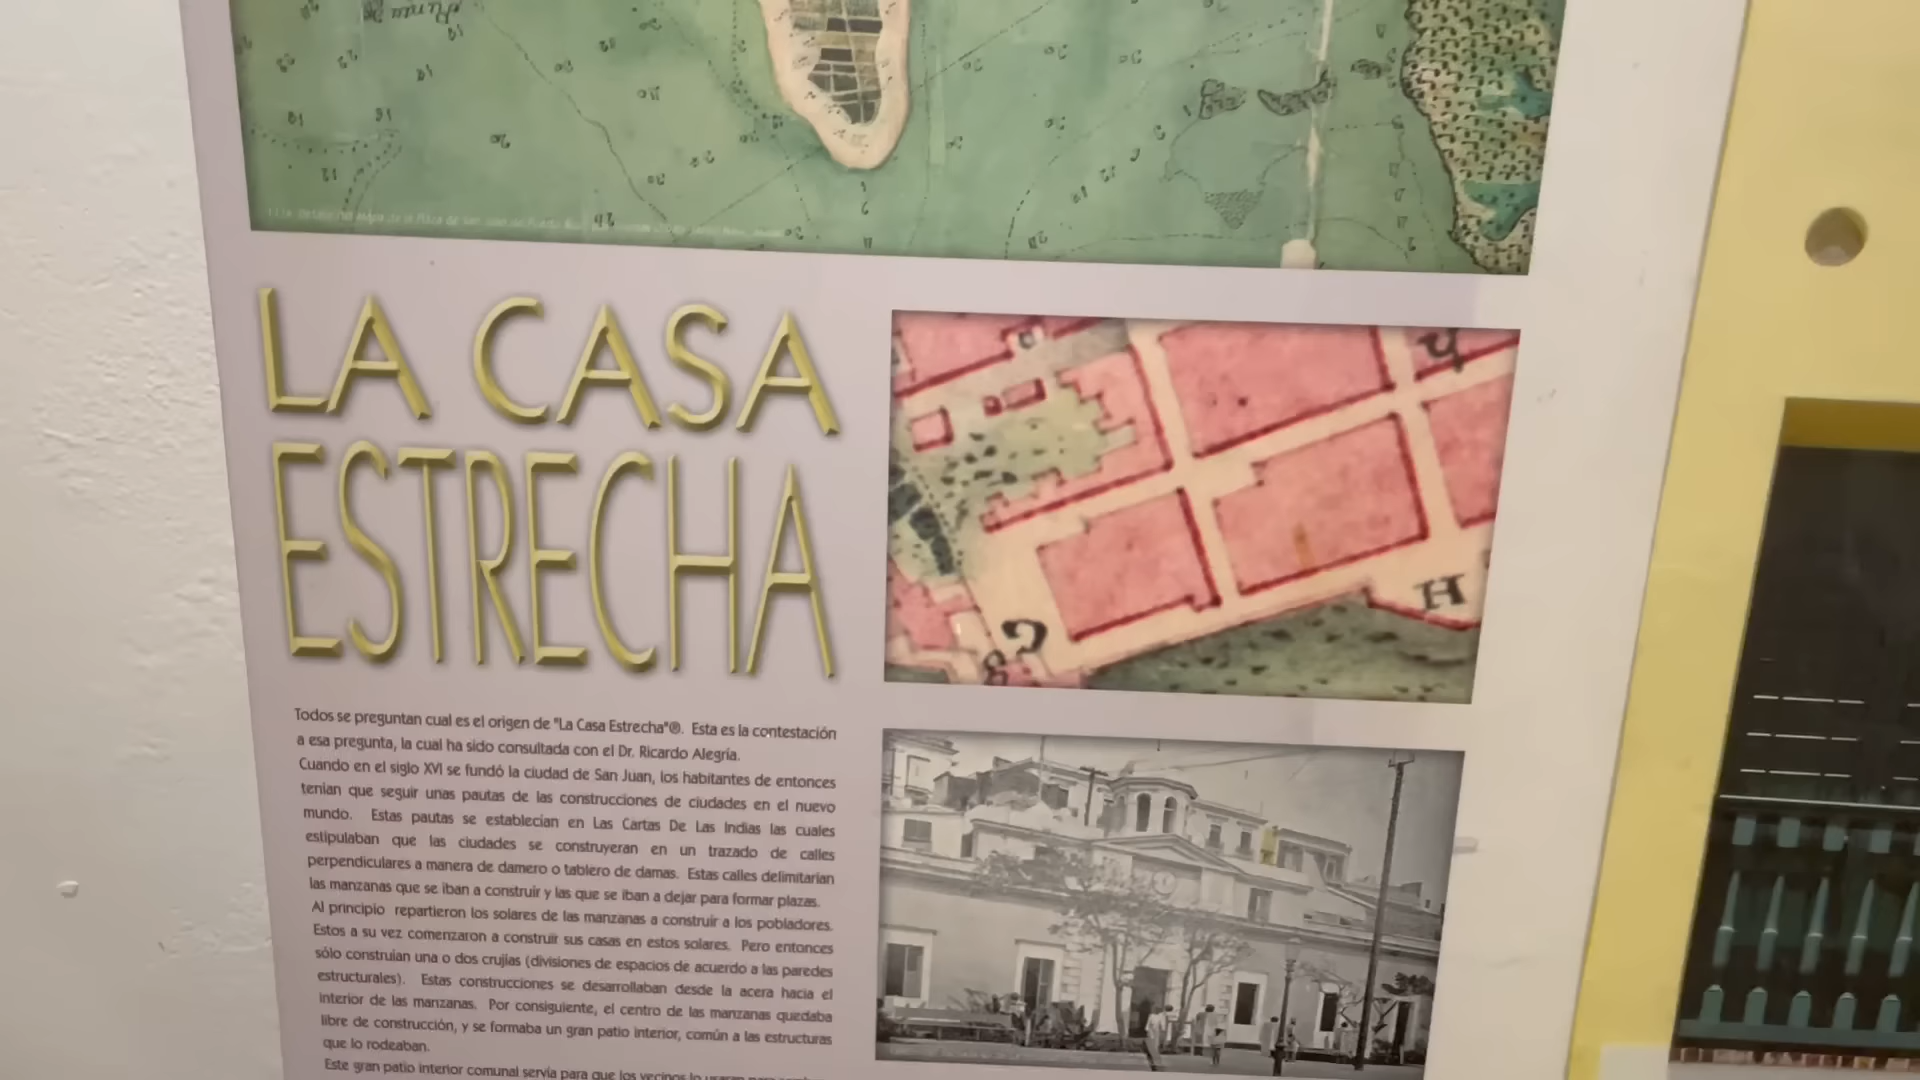 LA CASA
ESTRECHA
Todos se preguntan cual es el origen de "La Casa Estrecha"®. Esta es la contestación
a esa pregunta, la cual ha sido consultada con el Dr. Ricardo Alegría.
Cuando en el siglo XVI se fundó la ciudad de San Juan, los habitantes de entonces
tenían que seguir unas pautas de las construcciones de ciudades en el nuevo
mundo. Estas pautas se establecían en Las Cartas De Las Indias las cuales
estipulaban que las ciudades se construyeran en un trazado de calles
perpendiculares a manera de damero o tablero de damas. Estas calles delimitarían
las manzanas que se iban a construir y las que se iban a dejar para formar plazas.
Al principio repartieron los solares de las manzanas a construir a los pobladores.
Estos a su vez comenzaron a construir sus casas en estos solares. Pero entonces
sólo construían una o dos crujías (divisiones de espacios de acuerdo a las paredes
estructurales). Estas construcciones se desarrollaban desde la acera hacia el
interior de las manzanas. Por consiguiente, el centro de las manzanas quedaba
libre de construcción, y se formaba un gran patio interior, común a las estructuras
que lo rodeaban.
Este gran patio interior comunal servía para que los vecinos lo
G
8
H
h